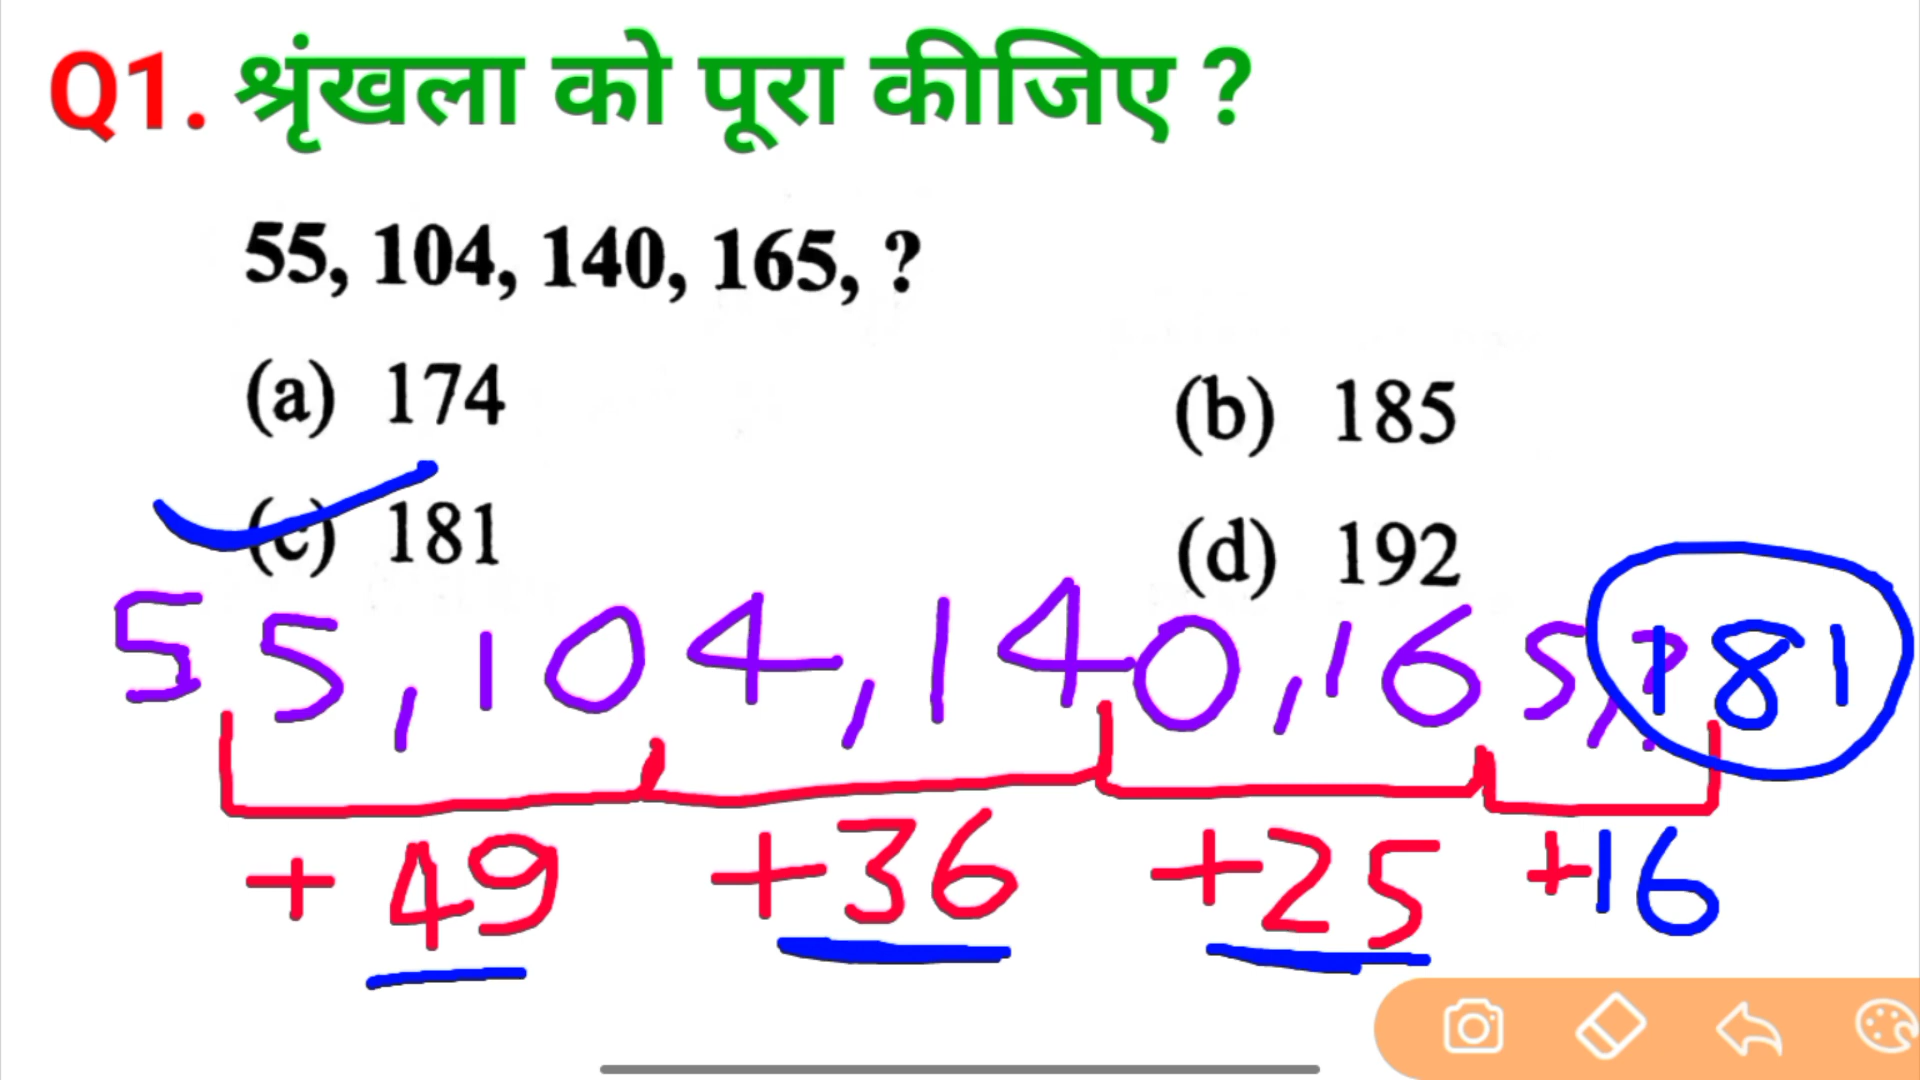 Q1. श्रृंखला को पूरा कीजिए ?
55, 104, 140, 165, ?
(a) 174
(b) 185
(c) 181
(d) 192
55,104,140,165,? 181
+49 +36 +25 +16